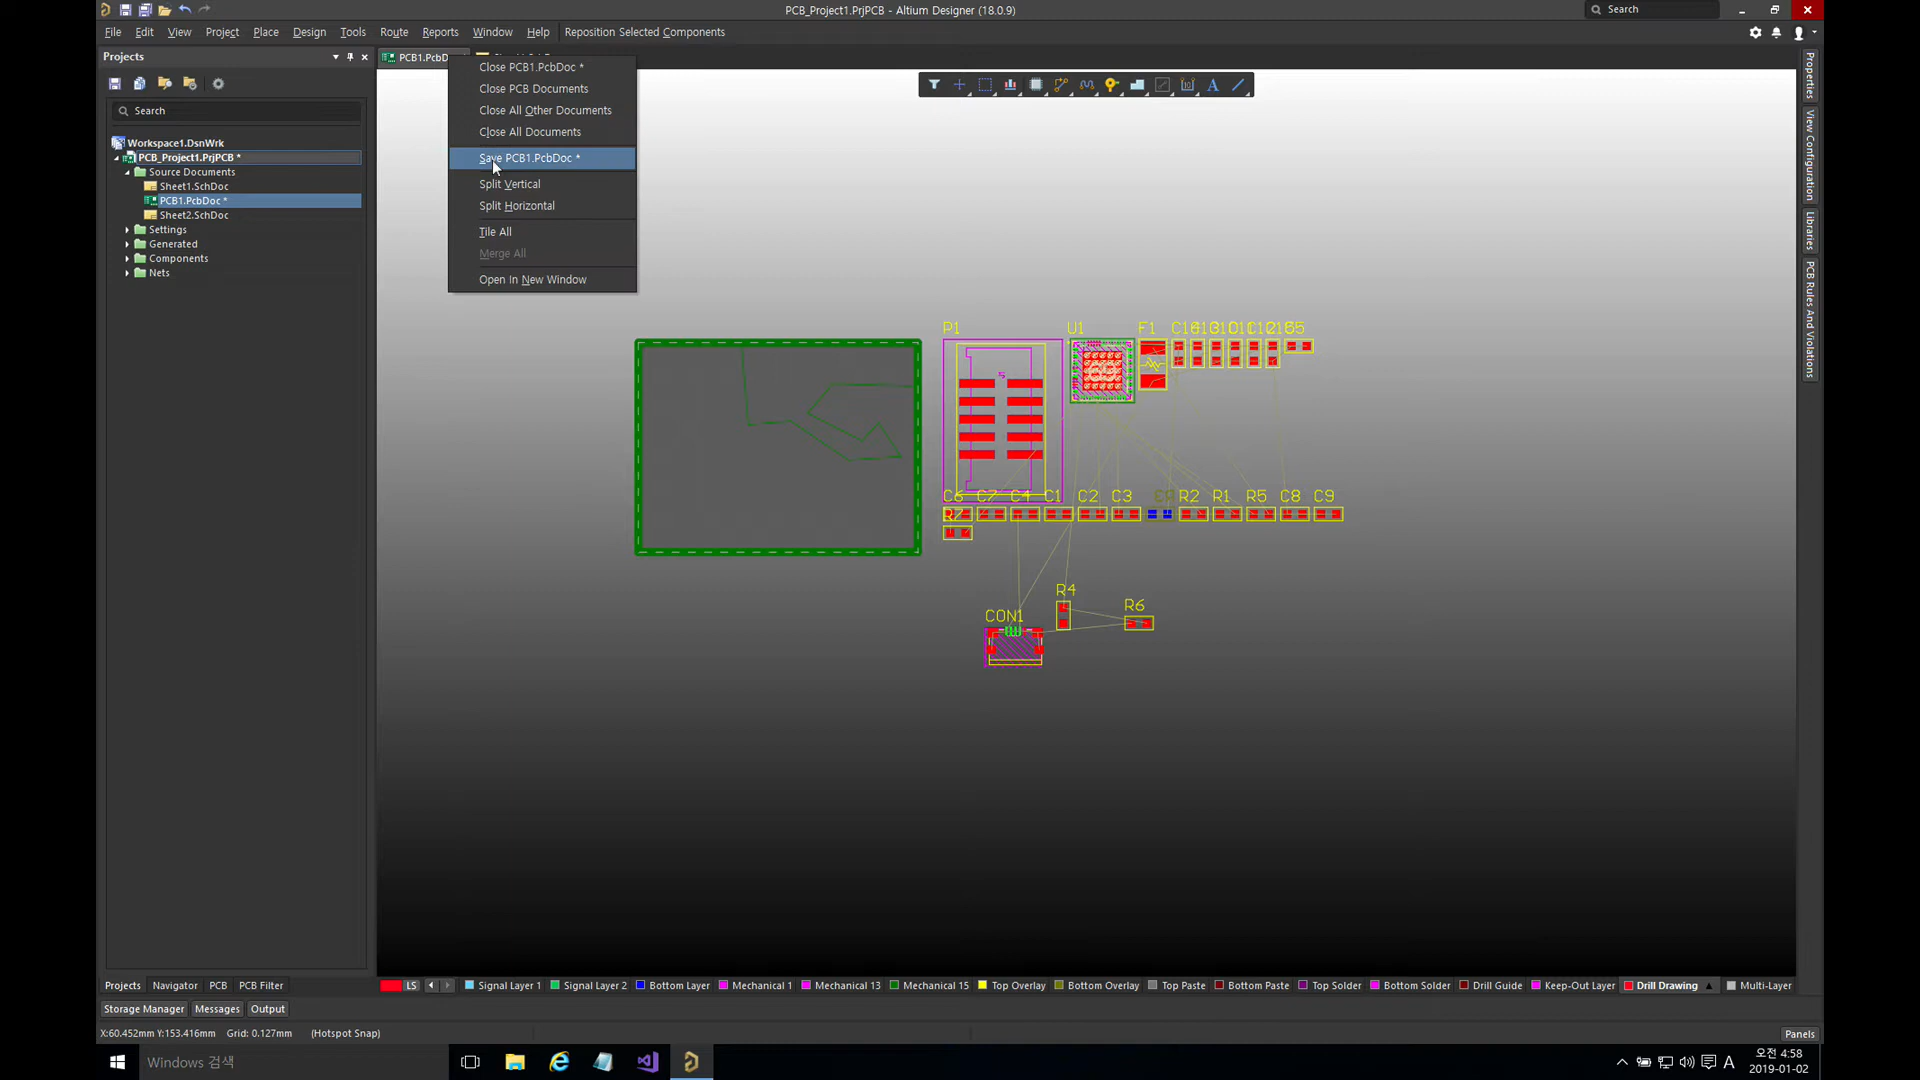 PCB_Project1.PrjPCB - Altium Designer (18.0.9)
Search
File Edit View Project Place Design Tools Route Reports Window Help Reposition Selected Components
Projects
PCB1.PcbD
Search
Workspace1.DsnWrk
PCB_Project1.PrjPCB *
Source Documents
Sheet1.SchDoc
PCB1.PcbDoc *
Sheet2.SchDoc
Settings
Generated
Components
Nets
Close PCB1.PcbDoc *
Close PCB Documents
Close All Other Documents
Close All Documents
Save PCB1.PcbDoc *
Split Vertical
Split Horizontal
Tile All
Merge All
Open In New Window
Properties
View Configuration
Libraries
PCB Rules And Violations
P1 U1 F1
5
C6 C7 C4 C1 C2 C3 R2 R1 R5 C8 C9
R7
R4
R6
CON1
Projects Navigator PCB PCB Filter
LS Signal Layer 1 Signal Layer 2 Bottom Layer Mechanical 1 Mechanical 13 Mechanical 15 Top Overlay Bottom Overlay Top Paste Bottom Paste Top Solder Bottom Solder Drill Guide Keep-Out Layer Drill Drawing Multi-Layer
Storage Manager Messages Output
X:60.452mm Y:153.416mm Grid: 0.127mm (Hotspot Snap)
Panels
Windows 검색
A
오전 4:58
2019-01-02